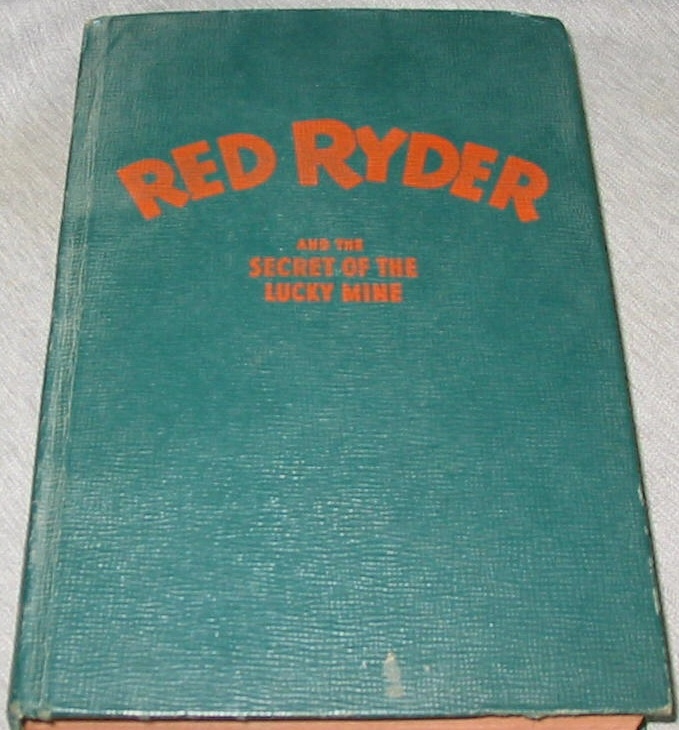 RED RYDER
AND THE
SECRET OF THE
LUCKY MINE